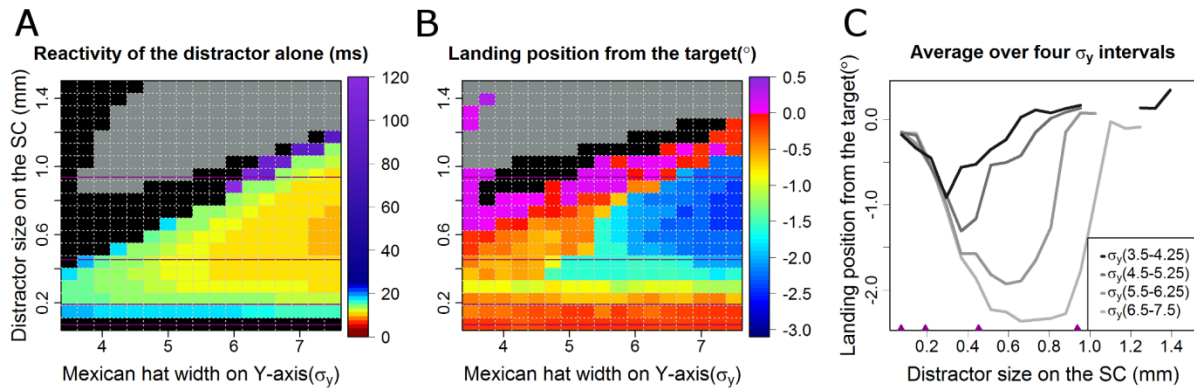 A
Reactivity of the distractor alone (ms)
Distractor size on the SC (mm)
1.4
1.0
0.6
0.2
4 5 6 7
Mexican hat width on Y-axis(σy)
120
100
80
60
40
20
0
B
Landing position from the target(°)
1.4
1.0
0.6
0.2
4 5 6 7
Mexican hat width on Y-axis(σy)
0.5
0.0
-0.5
-1.0
-1.5
-2.0
-2.5
-3.0
C
Average over four σy intervals
Landing position from the target(°)
0.0
-1.0
-2.0
0.2 0.4 0.6 0.8 1.0 1.2 1.4
Distractor size on the SC (mm)
σy(3.5-4.25)
σy(4.5-5.25)
σy(5.5-6.25)
σy(6.5-7.5)